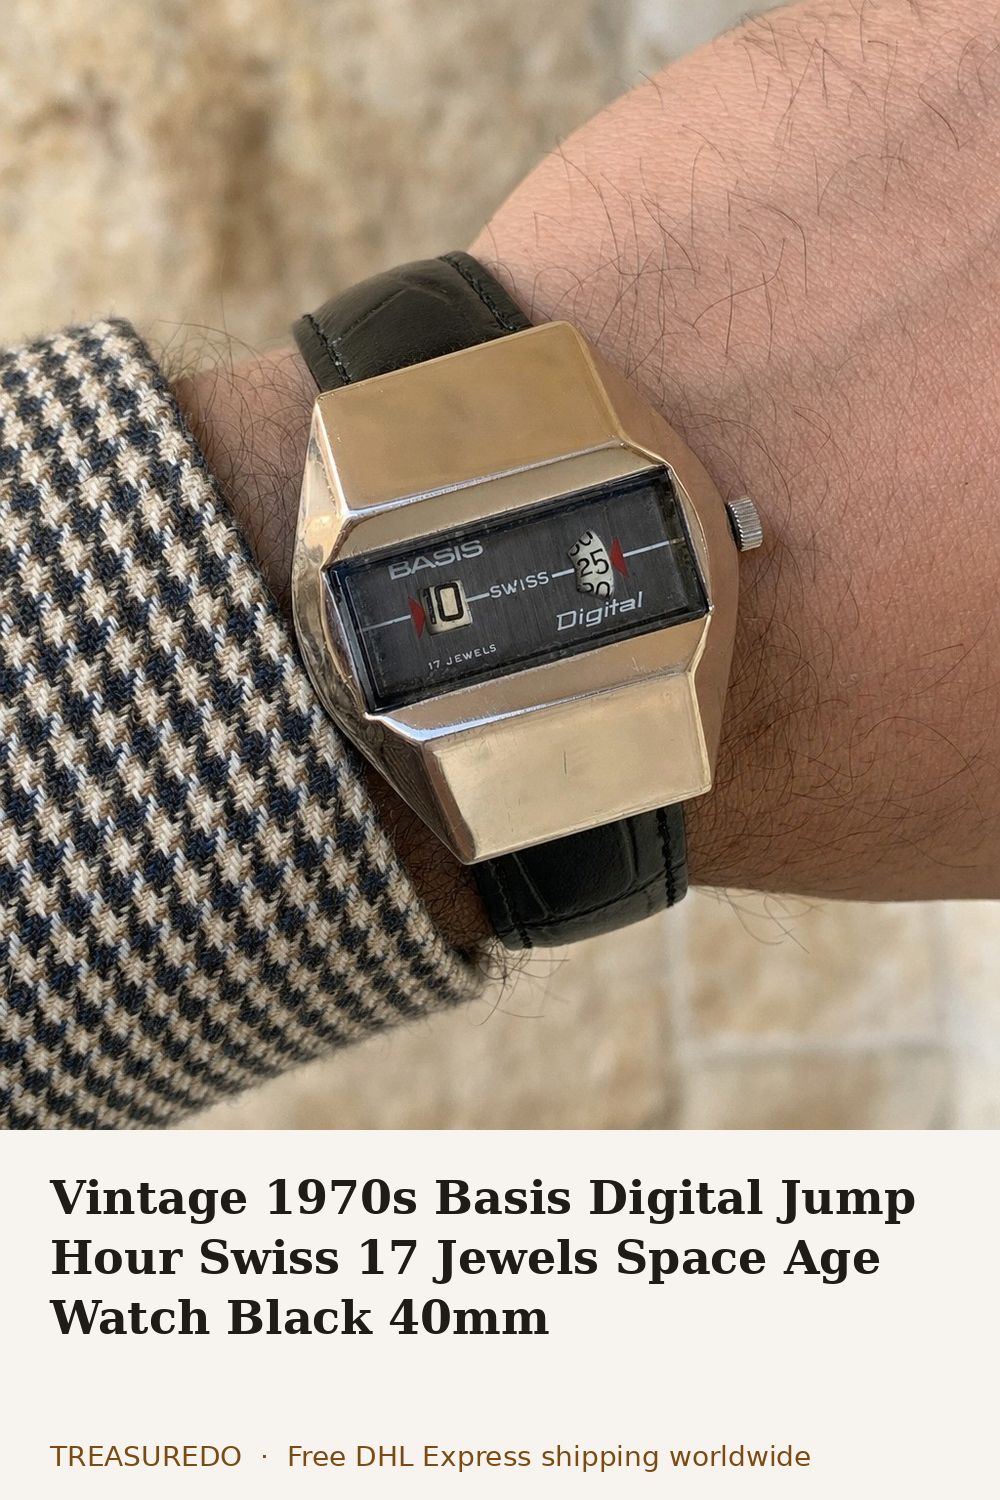 BASIS
10
SWISS
25
20
Digital
17 JEWELS
Vintage 1970s Basis Digital Jump
Hour Swiss 17 Jewels Space Age
Watch Black 40mm
TREASUREDO · Free DHL Express shipping worldwide